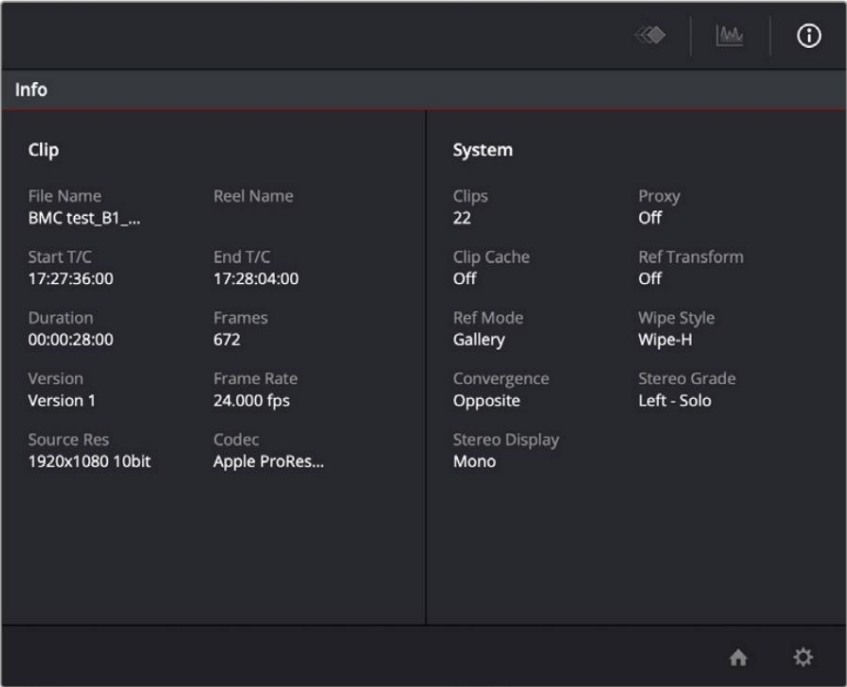 Info
Clip
File Name
BMC test_B1_...
Reel Name
Start T/C
17:27:36:00
End T/C
17:28:04:00
Duration
00:00:28:00
Frames
672
Version
Version 1
Frame Rate
24.000 fps
Source Res
1920x1080 10bit
Codec
Apple ProRes...
System
Clips
22
Proxy
Off
Clip Cache
Off
Ref Transform
Off
Ref Mode
Gallery
Wipe Style
Wipe-H
Convergence
Opposite
Stereo Grade
Left - Solo
Stereo Display
Mono